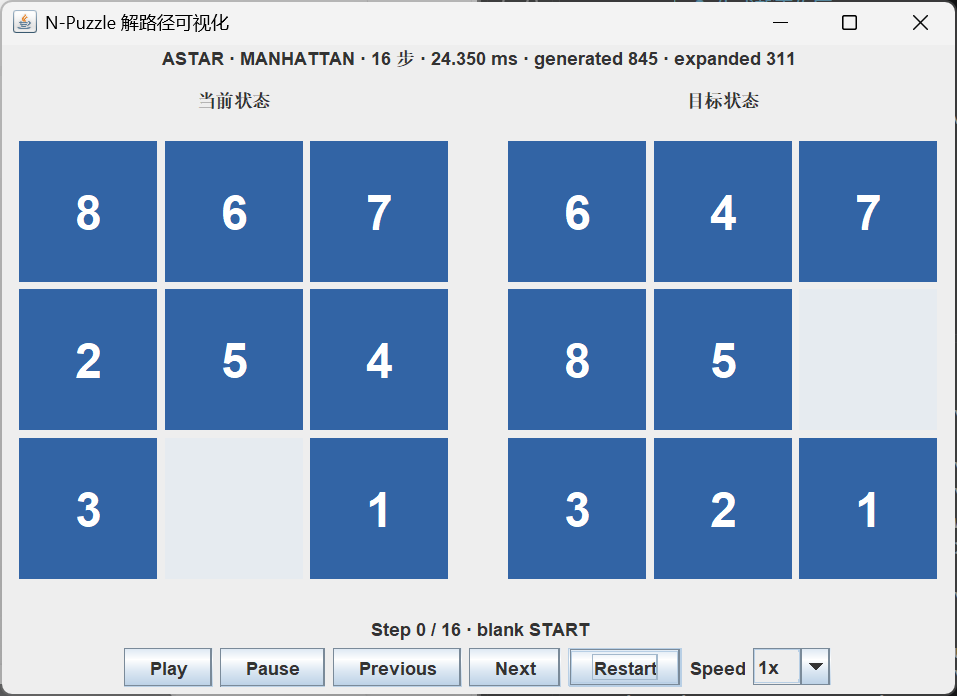 N-Puzzle 解路径可视化
ASTAR · MANHATTAN · 16 步 · 24.350 ms · generated 845 · expanded 311
当前状态 目标状态
8 6 7 6 4 7
2 5 4 8 5
3 1 3 2 1
Step 0 / 16 · blank START
Play Pause Previous Next Restart Speed 1x